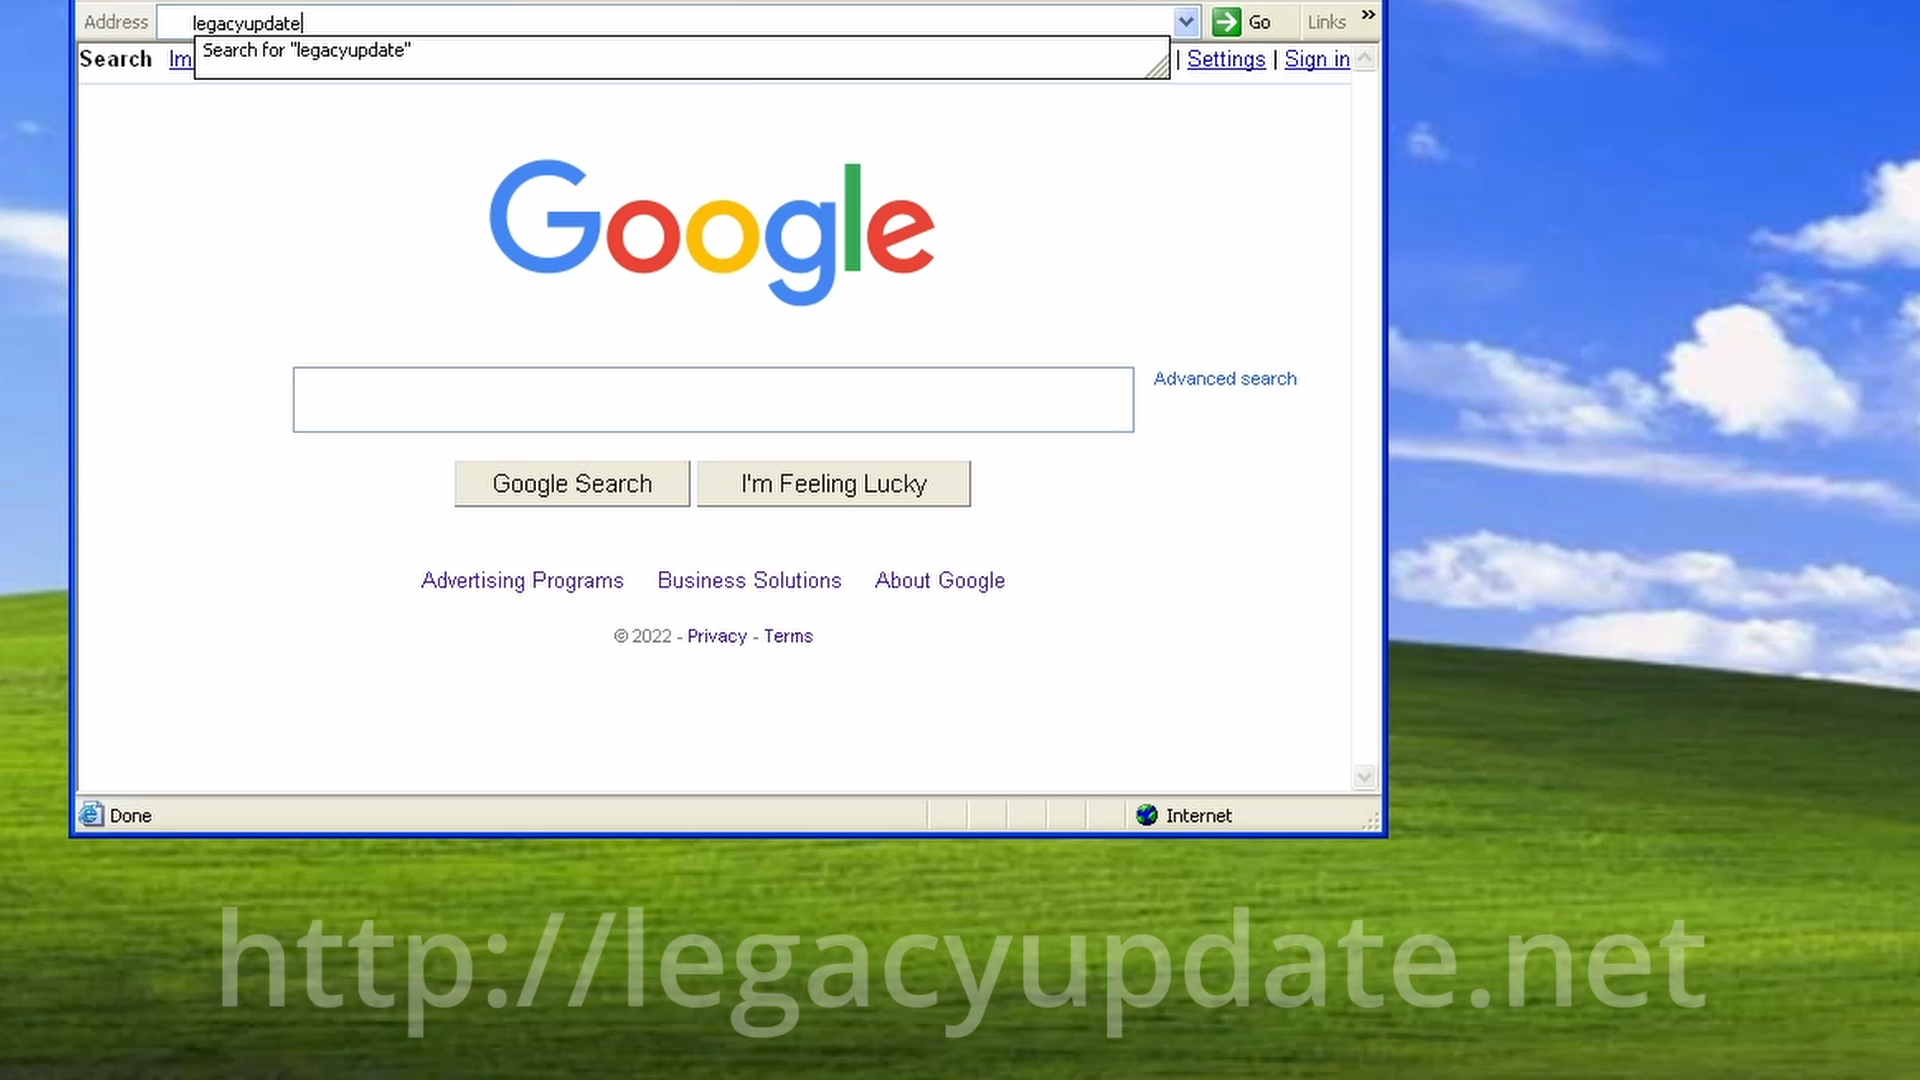 Address legacyupdate Go Links »
Search for "legacyupdate"
Search Im | Settings | Sign in
Google
Advanced search
Google Search I'm Feeling Lucky
Advertising Programs Business Solutions About Google
© 2022 - Privacy - Terms
Done Internet
http://legacyupdate.net